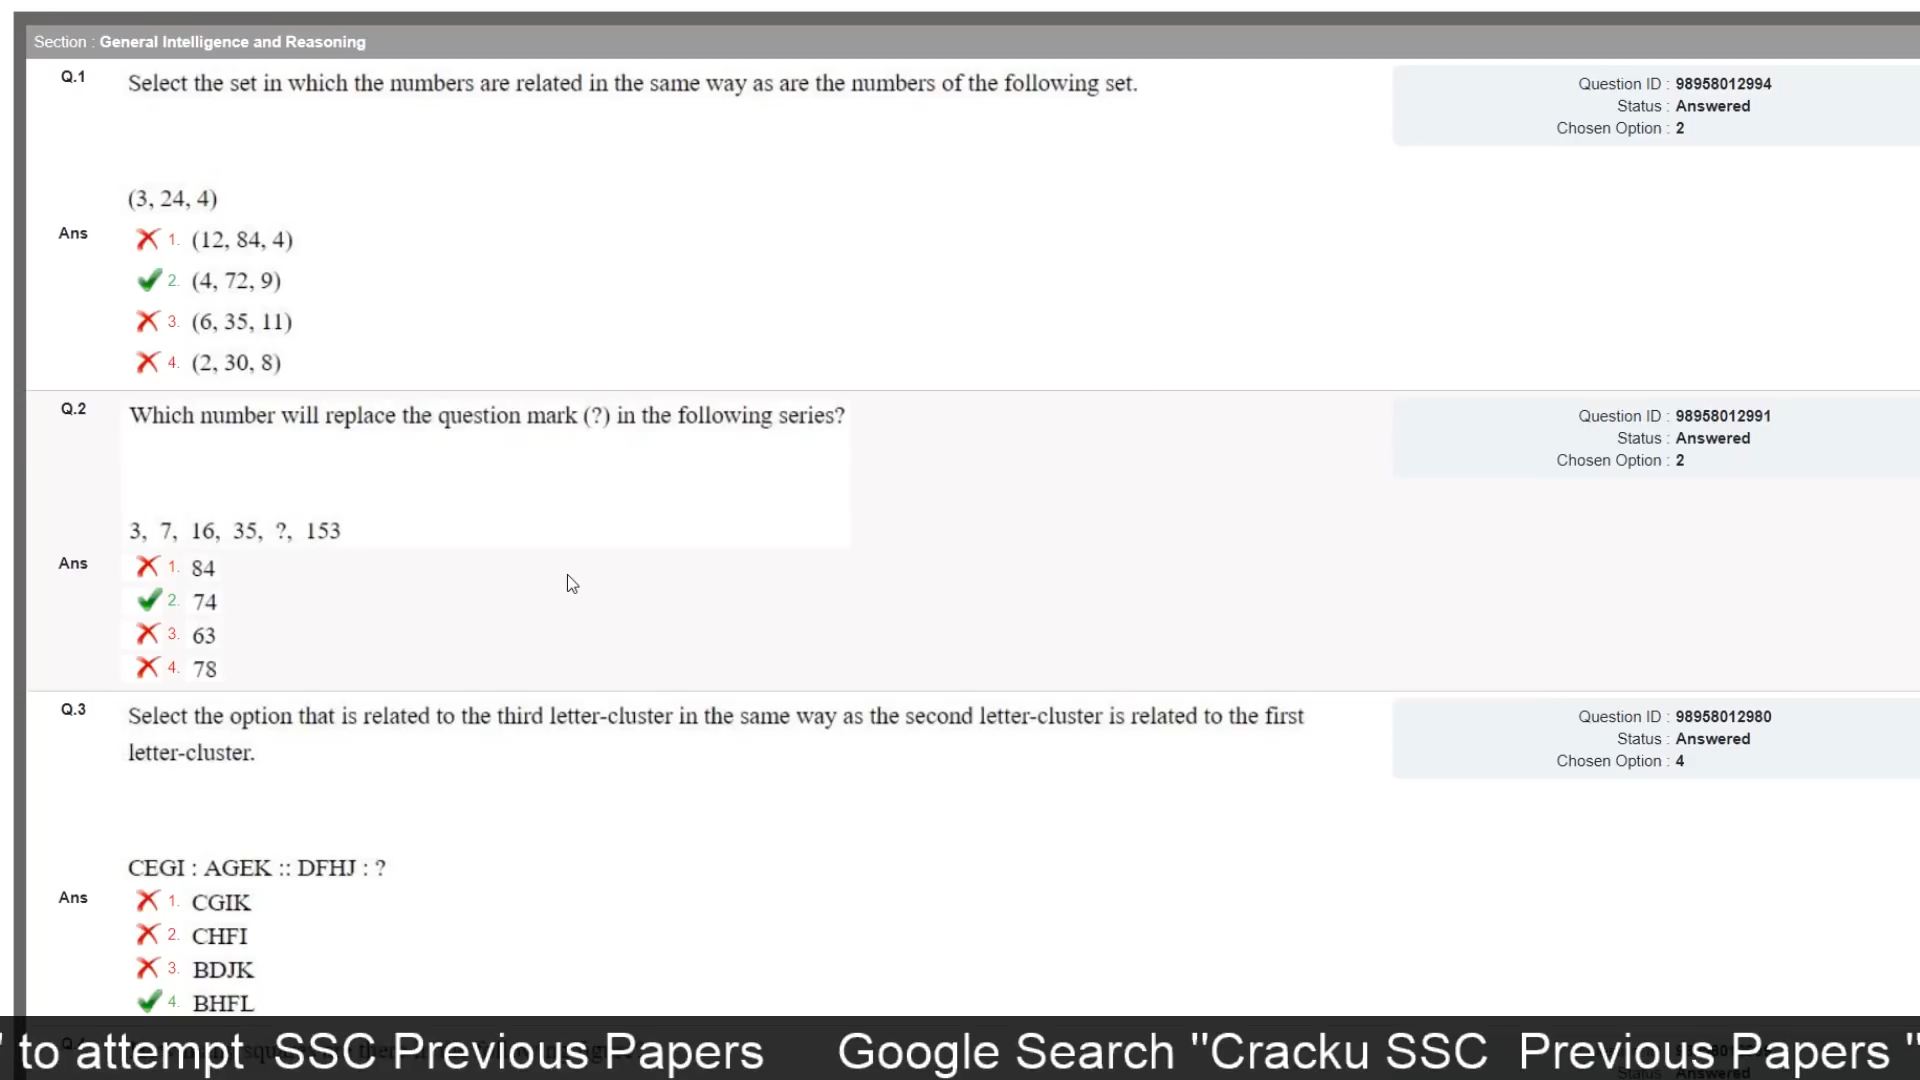 Section : General Intelligence and Reasoning
Q.1 Select the set in which the numbers are related in the same way as are the numbers of the following set.
Question ID : 98958012994
Status : Answered
Chosen Option : 2
(3, 24, 4)
Ans 1. (12, 84, 4)
2. (4, 72, 9)
3. (6, 35, 11)
4. (2, 30, 8)
Q.2 Which number will replace the question mark (?) in the following series?
Question ID : 98958012991
Status : Answered
Chosen Option : 2
3, 7, 16, 35, ?, 153
Ans 1. 84
2. 74
3. 63
4. 78
Q.3 Select the option that is related to the third letter-cluster in the same way as the second letter-cluster is related to the first
letter-cluster.
Question ID : 98958012980
Status : Answered
Chosen Option : 4
CEGI : AGEK :: DFHJ : ?
Ans 1. CGIK
2. CHFI
3. BDJK
4. BHFL
" to attempt SSC Previous Papers Google Search "Cracku SSC Previous Papers "